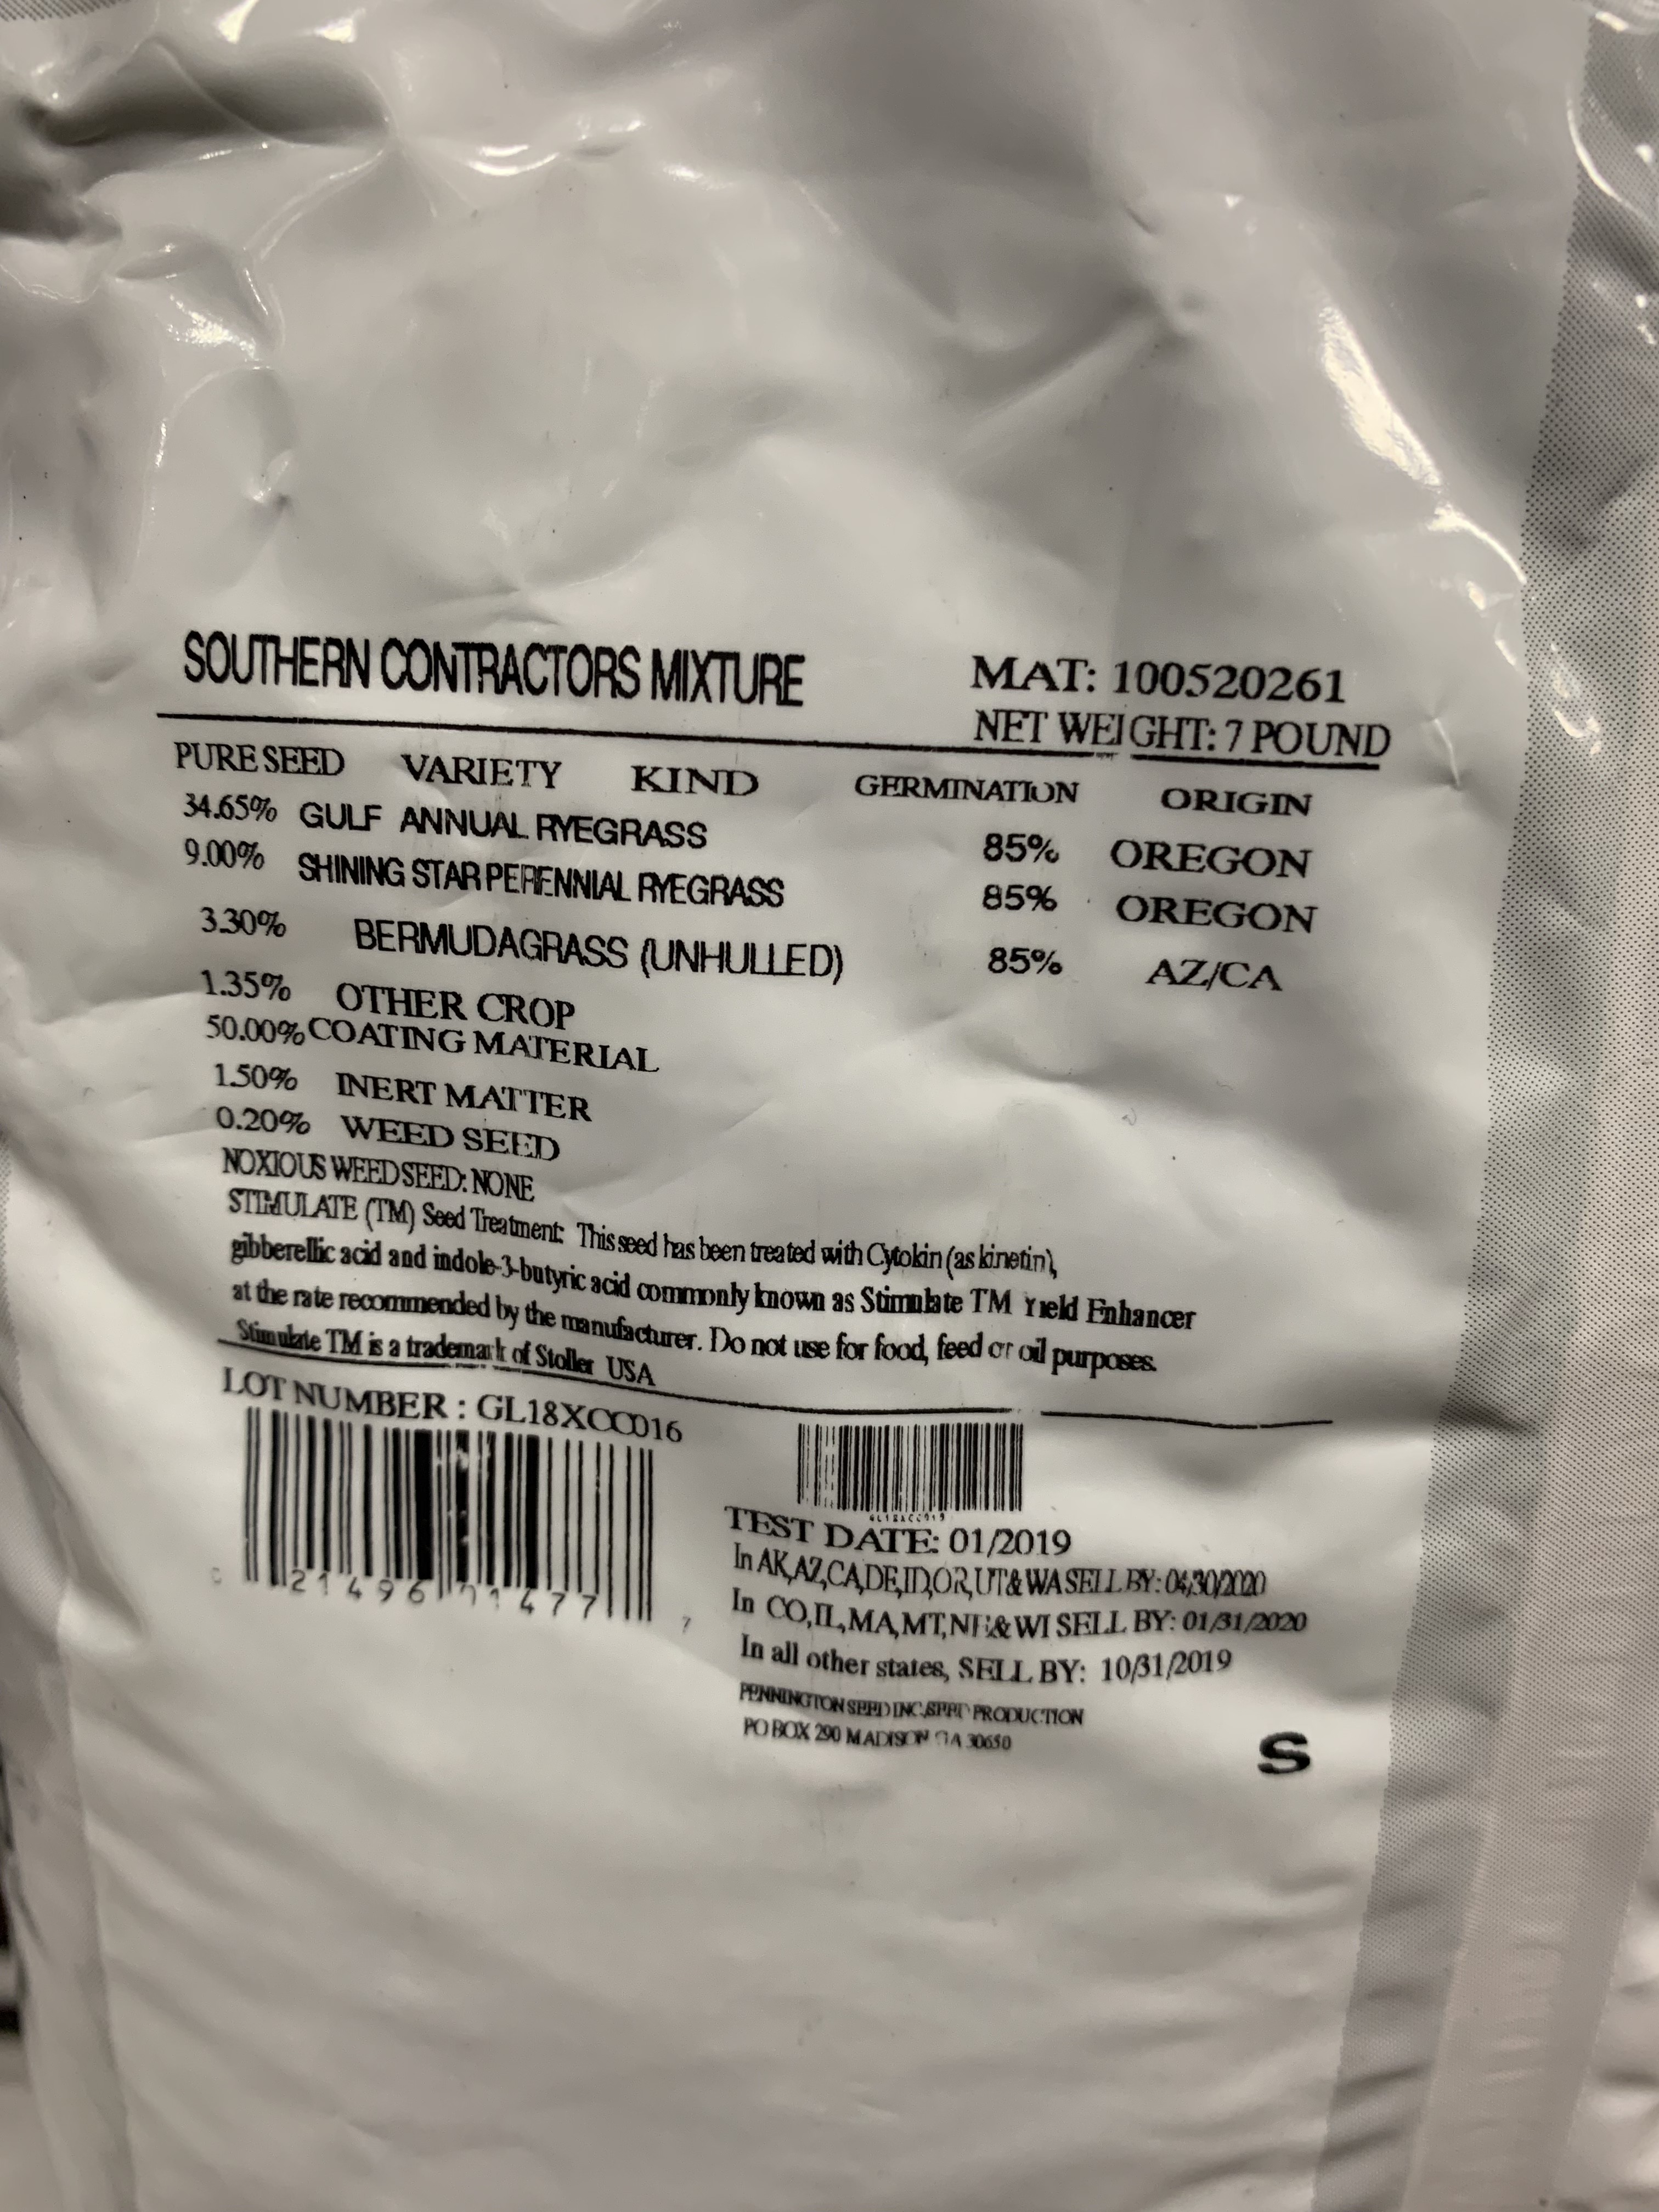 SOUTHERN CONTRACTORS MIXTURE
MAT: 100520261
NET WEIGHT: 7 POUND
PURE SEED VARIETY KIND GERMINATION ORIGIN
34.65% GULF ANNUAL RYEGRASS 85% OREGON
9.00% SHINING STAR PERENNIAL RYEGRASS 85% OREGON
3.30% BERMUDAGRASS (UNHULLED) 85% AZ/CA
1.35% OTHER CROP
50.00% COATING MATERIAL
1.50% INERT MATTER
0.20% WEED SEED
NOXIOUS WEED SEED: NONE
STIMULATE (TM) Seed Treatment: This seed has been treated with Cytokin (as kinetin),
gibberellic acid and indole-3-butyric acid commonly known as Stimulate TM Yield Enhancer
at the rate recommended by the manufacturer. Do not use for food, feed or oil purposes.
Stimulate TM is a trademark of Stoller USA
LOT NUMBER : GL18XCC016
21496 01477 7
TEST DATE: 01/2019
In AK,AZ,CA,DE,ID,OR,UT& WA SELL BY: 04/30/2020
In CO,IL,MA,MT,NH& WI SELL BY: 01/31/2020
In all other states, SELL BY: 10/31/2019
PENNINGTON SEED INC,SEED PRODUCTION
PO BOX 290 MADISON GA 30650
S